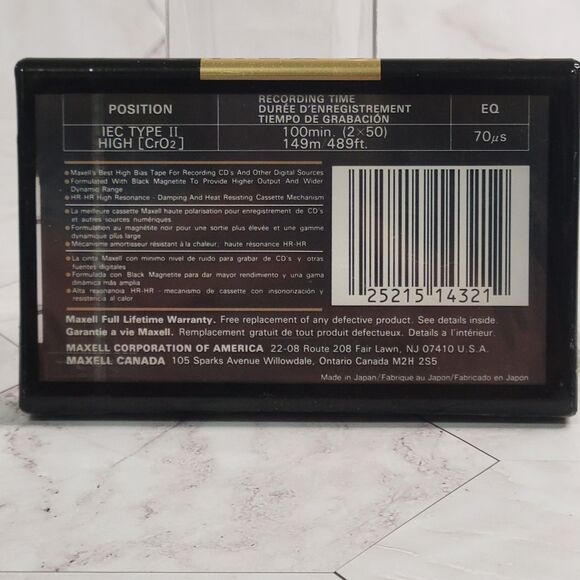 POSITION
RECORDING TIME
DURÉE D'ENREGISTREMENT
TIEMPO DE GRABACIÓN
EQ
IEC TYPE II
HIGH [CrO2]
100min. (2×50)
149m/489ft.
70μs
• Maxell's Best High Bias Tape For Recording CD's And Other Digital Sources
• Formulated With Black Magnetite To Provide Higher Output And Wider
Dynamic Range
• HR-HR High Resonance - Damping And Heat Resisting Cassette Mechanism
• La meilleure cassette Maxell haute polarisation pour enregistrement de CD's
et autres sources numériques
• Formulation au magnétite noir pour une sortie plus élevée et une gamme
dynamique plus large
• Mécanisme amortisseur résistant à la chaleur; haute résonance HR-HR
• La cinta Maxell con minimo nivel de ruido para grabar de CD's y otras
fuentes digitales
• Formulada con Black Magnetite para dar mayor rendimiento y una gama
dinámica más amplia
• Alta resonancia HR-HR - mecanismo de cassette con insonorización y
resistencia al calor
25215 14321
Maxell Full Lifetime Warranty. Free replacement of any defective product. See details inside.
Garantie a vie Maxell. Remplacement gratuit de tout produit défectueux. Details a l'intérieur.
MAXELL CORPORATION OF AMERICA 22-08 Route 208 Fair Lawn, NJ 07410 U.S.A.
MAXELL CANADA 105 Sparks Avenue Willowdale, Ontario Canada M2H 2S5
Made in Japan/Fabriqué au Japon/Fabricado en Japón